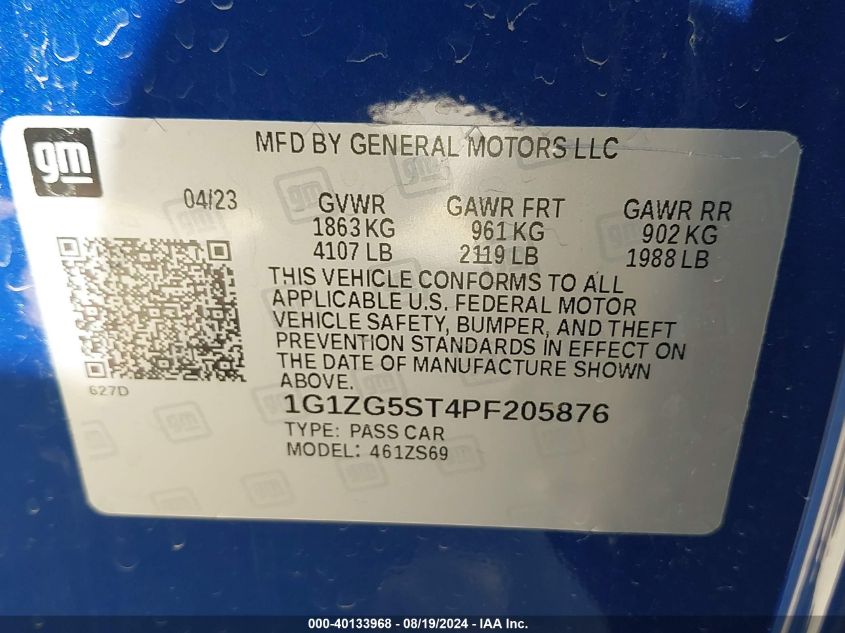 gm
MFD BY GENERAL MOTORS LLC
04/23
GVWR GAWR FRT GAWR RR
1863 KG 961 KG 902 KG
4107 LB 2119 LB 1988 LB
THIS VEHICLE CONFORMS TO ALL
APPLICABLE U.S. FEDERAL MOTOR
VEHICLE SAFETY, BUMPER, AND THEFT
PREVENTION STANDARDS IN EFFECT ON
THE DATE OF MANUFACTURE SHOWN
ABOVE.
627D
1G1ZG5ST4PF205876
TYPE: PASS CAR
MODEL: 461ZS69
000-40133968 - 08/19/2024 - IAA Inc.